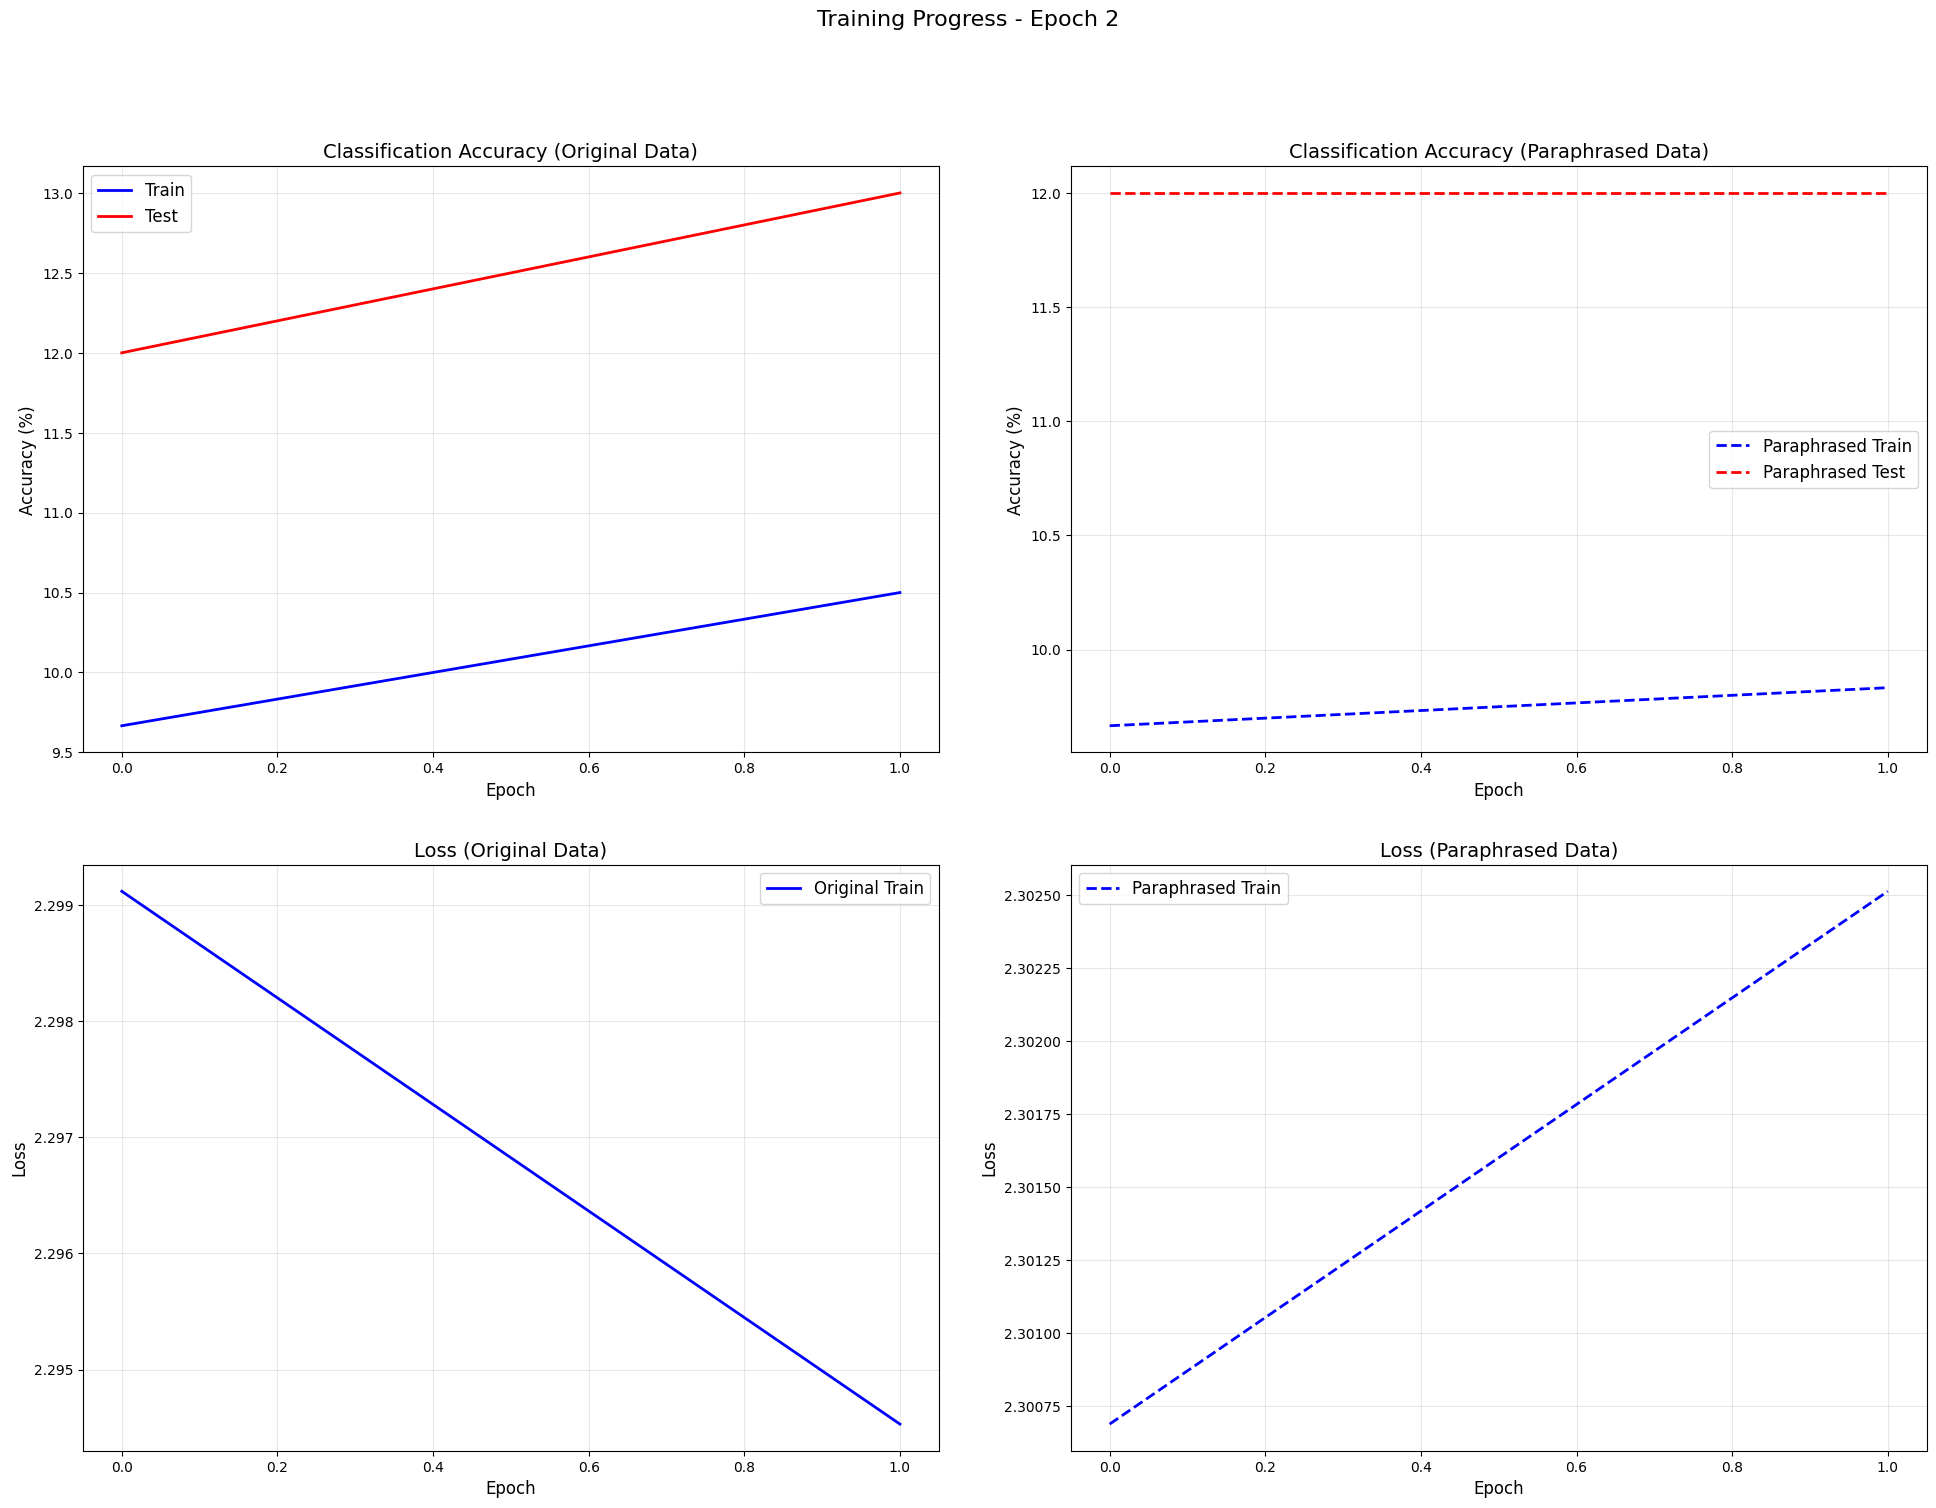 Training Progress - Epoch 2
Classification Accuracy (Original Data)
Train
Test
13.0
12.5
12.0
11.5
11.0
10.5
10.0
9.5
Accuracy (%)
0.0 0.2 0.4 0.6 0.8 1.0
Epoch
Classification Accuracy (Paraphrased Data)
12.0
11.5
11.0
10.5
10.0
Accuracy (%)
Paraphrased Train
Paraphrased Test
0.0 0.2 0.4 0.6 0.8 1.0
Epoch
Loss (Original Data)
Original Train
2.299
2.298
2.297
2.296
2.295
Loss
0.0 0.2 0.4 0.6 0.8 1.0
Epoch
Loss (Paraphrased Data)
Paraphrased Train
2.30250
2.30225
2.30200
2.30175
2.30150
2.30125
2.30100
2.30075
Loss
0.0 0.2 0.4 0.6 0.8 1.0
Epoch